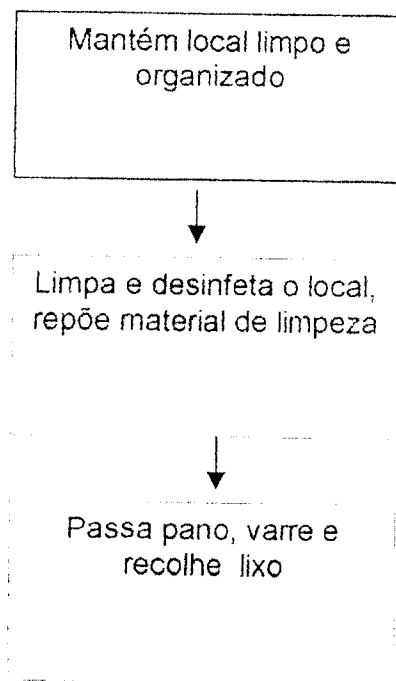 Mantém local limpo e
organizado
Limpa e desinfeta o local,
repõe material de limpeza
Passa pano, varre e
recolhe lixo